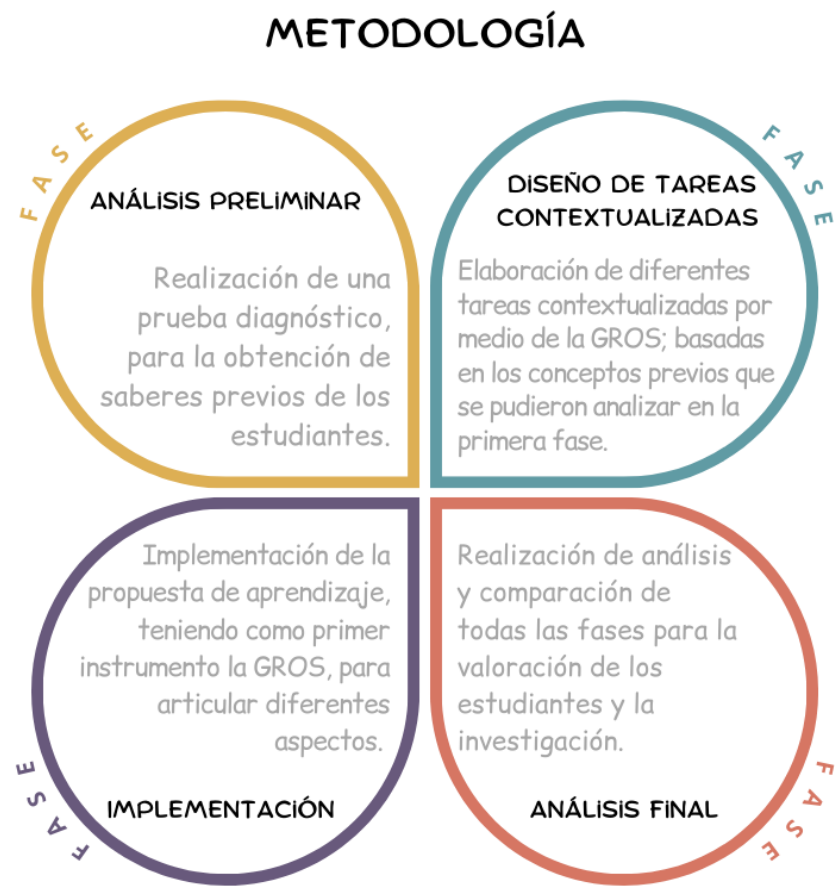 METODOLOGÍA
FASE
ANÁLISIS PRELIMINAR
Realización de una
prueba diagnóstico,
para la obtención de
saberes previos de los
estudiantes.
FASE
DISEÑO DE TAREAS
CONTEXTUALIZADAS
Elaboración de diferentes
tareas contextualizadas por
medio de la GROS; basadas
en los conceptos previos que
se pudieron analizar en la
primera fase.
Implementación de la
propuesta de aprendizaje,
teniendo como primer
instrumento la GROS, para
articular diferentes
aspectos.
IMPLEMENTACIÓN
FASE
Realización de análisis
y comparación de
todas las fases para la
valoración de los
estudiantes y la
investigación.
ANÁLISIS FINAL
FASE